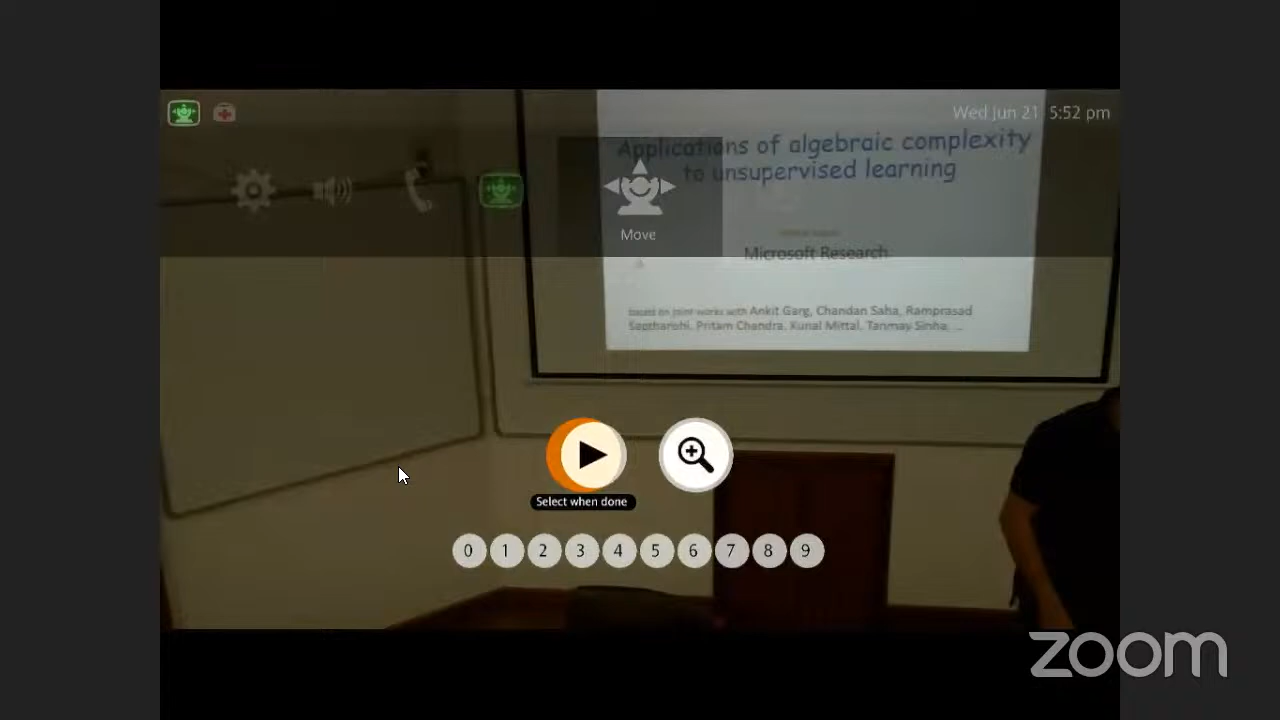 Wed Jun 21 5:52 pm
Applications of algebraic complexity
to unsupervised learning
Move
Microsoft Research
based on joint works with Ankit Garg, Chandan Saha, Ramprasad
Saptharishi, Pritam Chandra, Kunal Mittal, Tanmay Sinha, ...
Select when done
0 1 2 3 4 5 6 7 8 9
zoom